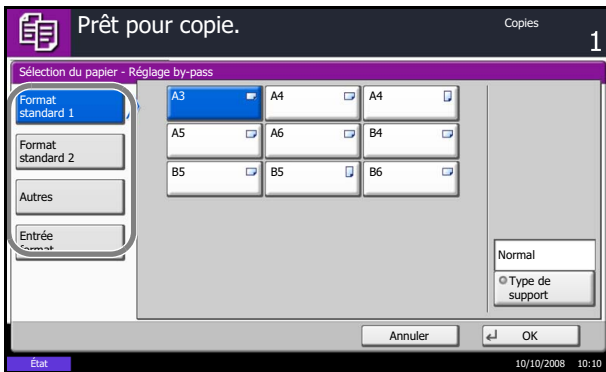 Prêt pour copie.
Copies
1
Sélection du papier - Réglage by-pass
Format
standard 1
Format
standard 2
Autres
Entrée
format
A3
A4
A4
A5
A6
B4
B5
B5
B6
Normal
Type de
support
Annuler
OK
État
10/10/2008 10:10